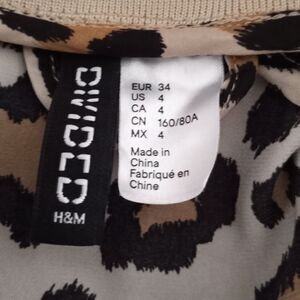 DIVIDED
H&M
EUR 34
US 4
CA 4
CN 160/80A
MX 4
Made in
China
Fabriqué en
Chine